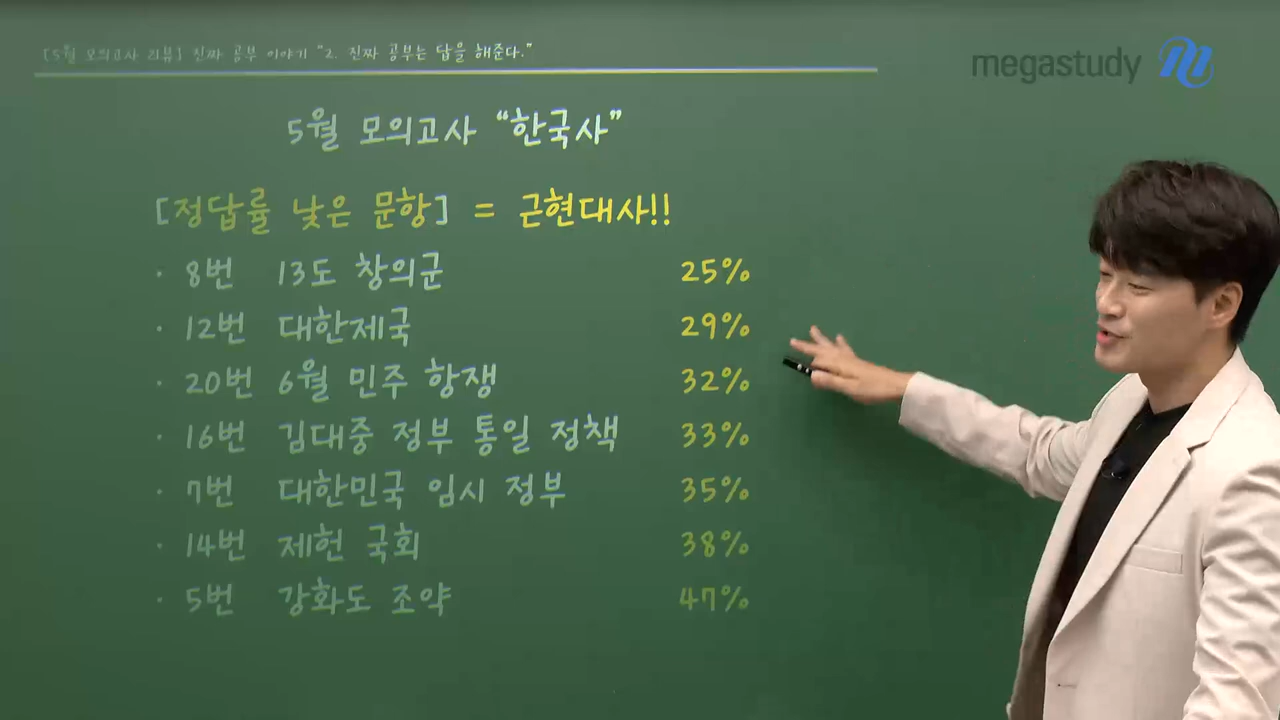 [5월 모의고사 리뷰] 진짜 공부 이야기 "2. 진짜 공부는 답을 해준다."
megastudy
5월 모의고사 "한국사"
[정답률 낮은 문항] = 근현대사!!
· 8번 13도 창의군 25%
· 12번 대한제국 29%
· 20번 6월 민주 항쟁 32%
· 16번 김대중 정부 통일 정책 33%
· 7번 대한민국 임시 정부 35%
· 14번 제헌 국회 38%
· 5번 강화도 조약 47%